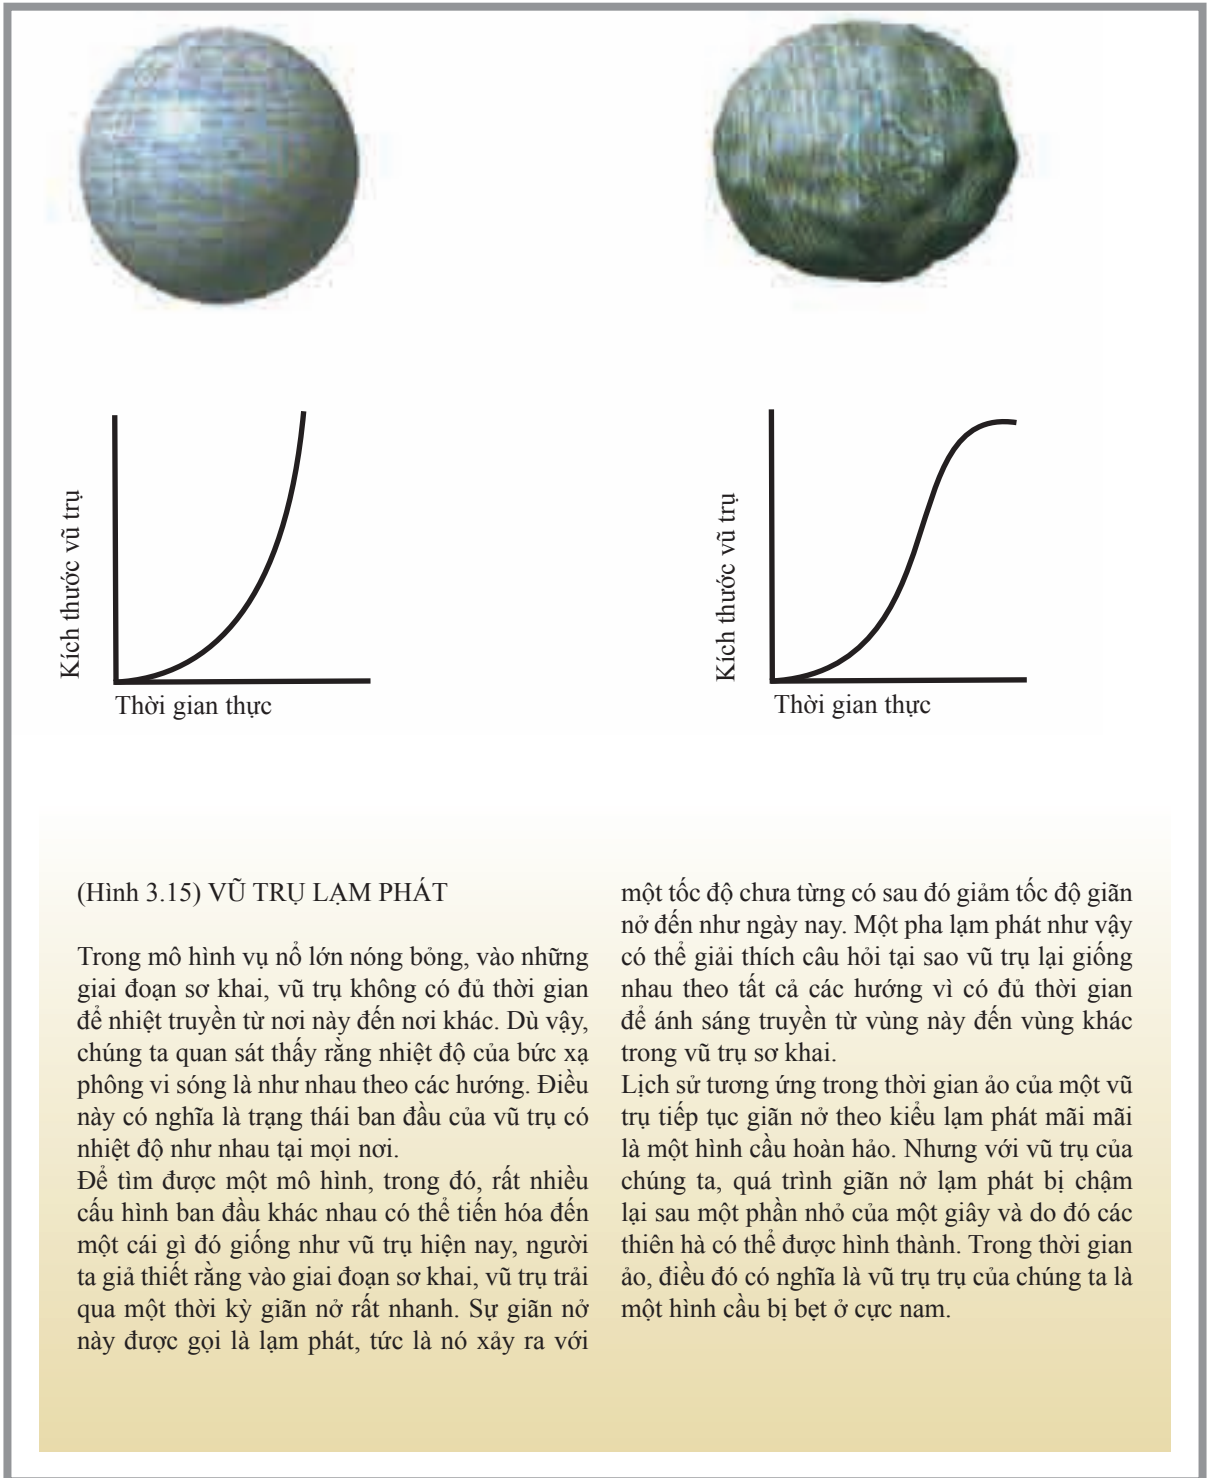 Kích thước vũ trụ
Thời gian thực
Kích thước vũ trụ
Thời gian thực
(Hình 3.15) VŨ TRỤ LẠM PHÁT
Trong mô hình vụ nổ lớn nóng bỏng, vào những
giai đoạn sơ khai, vũ trụ không có đủ thời gian
để nhiệt truyền từ nơi này đến nơi khác. Dù vậy,
chúng ta quan sát thấy rằng nhiệt độ của bức xạ
phông vi sóng là như nhau theo các hướng. Điều
này có nghĩa là trạng thái ban đầu của vũ trụ có
nhiệt độ như nhau tại mọi nơi.
Để tìm được một mô hình, trong đó, rất nhiều
cấu hình ban đầu khác nhau có thể tiến hóa đến
một cái gì đó giống như vũ trụ hiện nay, người
ta giả thiết rằng vào giai đoạn sơ khai, vũ trụ trải
qua một thời kỳ giãn nở rất nhanh. Sự giãn nở
này được gọi là lạm phát, tức là nó xảy ra với
một tốc độ chưa từng có sau đó giảm tốc độ giãn
nở đến như ngày nay. Một pha lạm phát như vậy
có thể giải thích câu hỏi tại sao vũ trụ lại giống
nhau theo tất cả các hướng vì có đủ thời gian
để ánh sáng truyền từ vùng này đến vùng khác
trong vũ trụ sơ khai.
Lịch sử tương ứng trong thời gian ảo của một vũ
trụ tiếp tục giãn nở theo kiểu lạm phát mãi mãi
là một hình cầu hoàn hảo. Nhưng với vũ trụ của
chúng ta, quá trình giãn nở lạm phát bị chậm
lại sau một phần nhỏ của một giây và do đó các
thiên hà có thể được hình thành. Trong thời gian
ảo, điều đó có nghĩa là vũ trụ trụ của chúng ta là
một hình cầu bị bẹt ở cực nam.